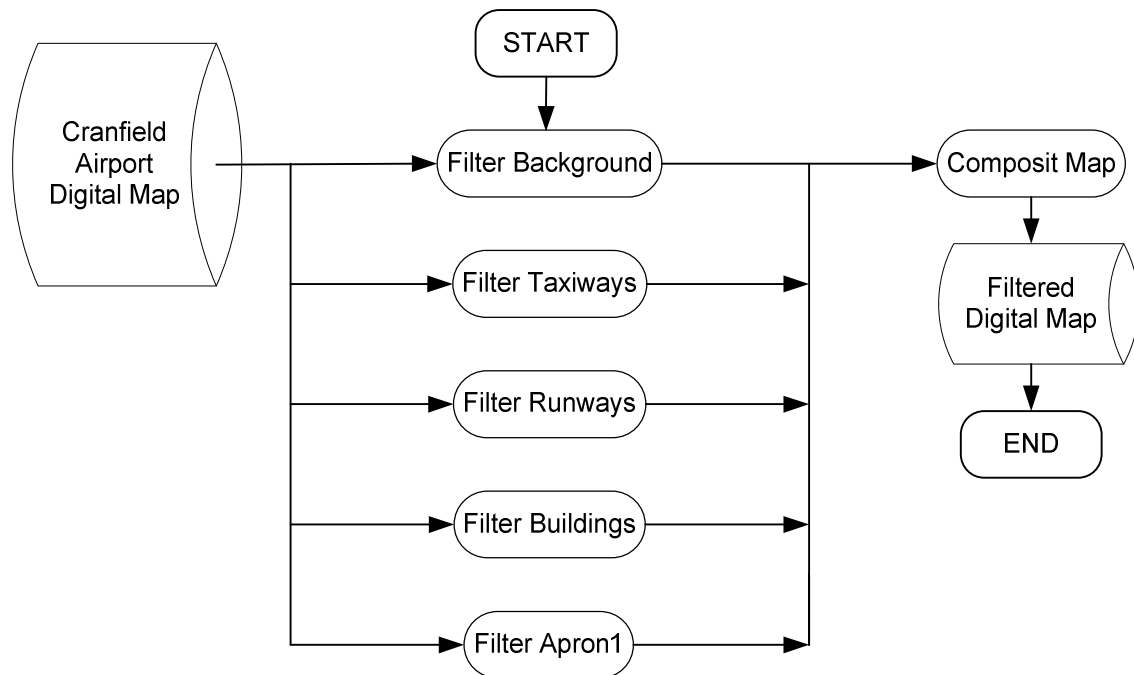 START
Cranfield
Airport
Digital Map
Filter Background
Composit Map
Filter Taxiways
Filtered
Digital Map
Filter Runways
END
Filter Buildings
Filter Apron1